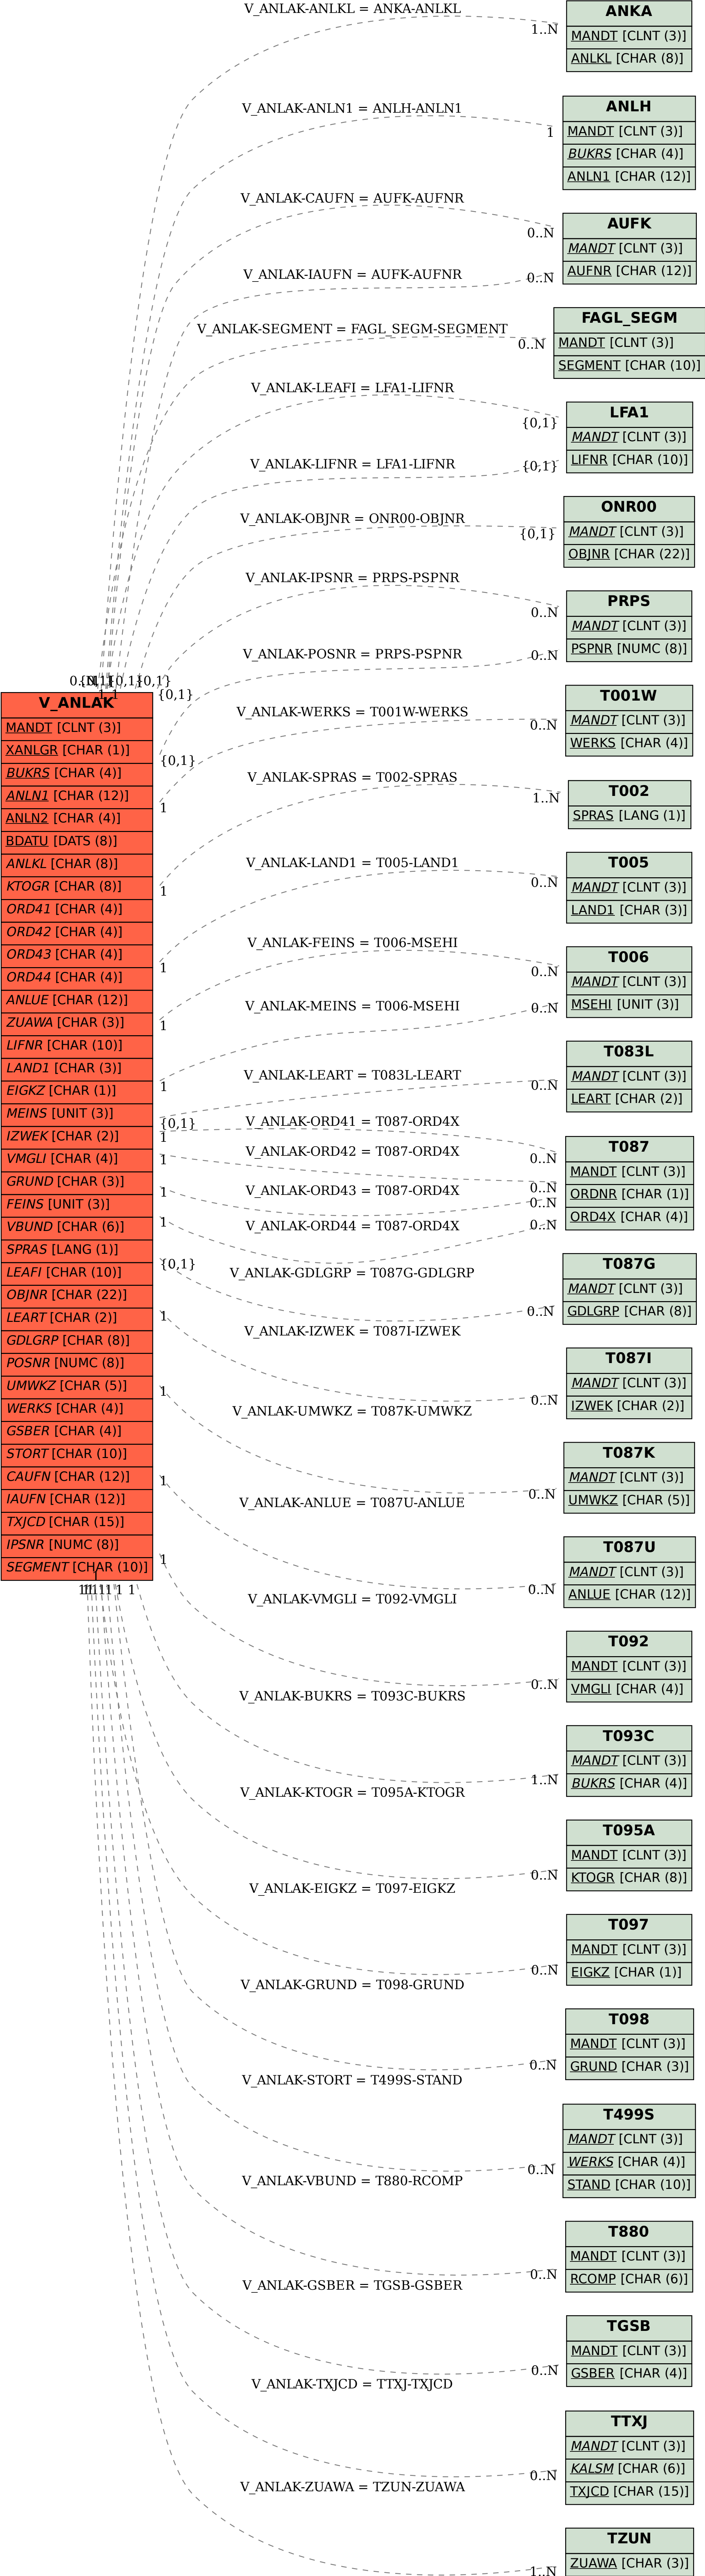 V_ANLAK-ANLKL = ANKA-ANLKL
1..N
ANKA
MANDT [CLNT (3)]
ANLKL [CHAR (8)]
V_ANLAK-ANLN1 = ANLH-ANLN1
1
ANLH
MANDT [CLNT (3)]
BUKRS [CHAR (4)]
ANLN1 [CHAR (12)]
V_ANLAK-CAUFN = AUFK-AUFNR
0..N
V_ANLAK-IAUFN = AUFK-AUFNR
0..N
AUFK
MANDT [CLNT (3)]
AUFNR [CHAR (12)]
V_ANLAK-SEGMENT = FAGL_SEGM-SEGMENT
0..N
FAGL_SEGM
MANDT [CLNT (3)]
SEGMENT [CHAR (10)]
V_ANLAK-LEAFI = LFA1-LIFNR
{0,1}
V_ANLAK-LIFNR = LFA1-LIFNR
{0,1}
LFA1
MANDT [CLNT (3)]
LIFNR [CHAR (10)]
V_ANLAK-OBJNR = ONR00-OBJNR
{0,1}
ONR00
MANDT [CLNT (3)]
OBJNR [CHAR (22)]
V_ANLAK-IPSNR = PRPS-PSPNR
0..N
V_ANLAK-POSNR = PRPS-PSPNR
0..N
PRPS
MANDT [CLNT (3)]
PSPNR [NUMC (8)]
V_ANLAK-WERKS = T001W-WERKS
0..N
T001W
MANDT [CLNT (3)]
WERKS [CHAR (4)]
V_ANLAK-SPRAS = T002-SPRAS
1..N
T002
SPRAS [LANG (1)]
V_ANLAK-LAND1 = T005-LAND1
0..N
T005
MANDT [CLNT (3)]
LAND1 [CHAR (3)]
V_ANLAK-FEINS = T006-MSEHI
0..N
V_ANLAK-MEINS = T006-MSEHI
0..N
T006
MANDT [CLNT (3)]
MSEHI [UNIT (3)]
V_ANLAK-LEART = T083L-LEART
0..N
T083L
MANDT [CLNT (3)]
LEART [CHAR (2)]
V_ANLAK-ORD41 = T087-ORD4X
0..N
V_ANLAK-ORD42 = T087-ORD4X
0..N
V_ANLAK-ORD43 = T087-ORD4X
0..N
V_ANLAK-ORD44 = T087-ORD4X
0..N
T087
MANDT [CLNT (3)]
ORDNR [CHAR (1)]
ORD4X [CHAR (4)]
V_ANLAK-GDLGRP = T087G-GDLGRP
0..N
T087G
MANDT [CLNT (3)]
GDLGRP [CHAR (8)]
V_ANLAK-IZWEK = T087I-IZWEK
0..N
T087I
MANDT [CLNT (3)]
IZWEK [CHAR (2)]
V_ANLAK-UMWKZ = T087K-UMWKZ
0..N
T087K
MANDT [CLNT (3)]
UMWKZ [CHAR (5)]
V_ANLAK-ANLUE = T087U-ANLUE
0..N
T087U
MANDT [CLNT (3)]
ANLUE [CHAR (12)]
V_ANLAK-VMGLI = T092-VMGLI
0..N
T092
MANDT [CLNT (3)]
VMGLI [CHAR (4)]
V_ANLAK-BUKRS = T093C-BUKRS
1..N
T093C
MANDT [CLNT (3)]
BUKRS [CHAR (4)]
V_ANLAK-KTOGR = T095A-KTOGR
0..N
T095A
MANDT [CLNT (3)]
KTOGR [CHAR (8)]
V_ANLAK-EIGKZ = T097-EIGKZ
0..N
T097
MANDT [CLNT (3)]
EIGKZ [CHAR (1)]
V_ANLAK-GRUND = T098-GRUND
0..N
T098
MANDT [CLNT (3)]
GRUND [CHAR (3)]
V_ANLAK-STORT = T499S-STAND
0..N
T499S
MANDT [CLNT (3)]
WERKS [CHAR (4)]
STAND [CHAR (10)]
V_ANLAK-VBUND = T880-RCOMP
0..N
T880
MANDT [CLNT (3)]
RCOMP [CHAR (6)]
V_ANLAK-GSBER = TGSB-GSBER
0..N
TGSB
MANDT [CLNT (3)]
GSBER [CHAR (4)]
V_ANLAK-TXJCD = TTXJ-TXJCD
0..N
TTXJ
MANDT [CLNT (3)]
KALSM [CHAR (6)]
TXJCD [CHAR (15)]
V_ANLAK-ZUAWA = TZUN-ZUAWA
1..N
TZUN
ZUAWA [CHAR (3)]
V_ANLAK
MANDT [CLNT (3)]
XANLGR [CHAR (1)]
BUKRS [CHAR (4)]
ANLN1 [CHAR (12)]
ANLN2 [CHAR (4)]
BDATU [DATS (8)]
ANLKL [CHAR (8)]
KTOGR [CHAR (8)]
ORD41 [CHAR (4)]
ORD42 [CHAR (4)]
ORD43 [CHAR (4)]
ORD44 [CHAR (4)]
ANLUE [CHAR (12)]
ZUAWA [CHAR (3)]
LIFNR [CHAR (10)]
LAND1 [CHAR (3)]
EIGKZ [CHAR (1)]
MEINS [UNIT (3)]
IZWEK [CHAR (2)]
VMGLI [CHAR (4)]
GRUND [CHAR (3)]
FEINS [UNIT (3)]
VBUND [CHAR (6)]
SPRAS [LANG (1)]
LEAFI [CHAR (10)]
OBJNR [CHAR (22)]
LEART [CHAR (2)]
GDLGRP [CHAR (8)]
POSNR [NUMC (8)]
UMWKZ [CHAR (5)]
WERKS [CHAR (4)]
GSBER [CHAR (4)]
STORT [CHAR (10)]
CAUFN [CHAR (12)]
IAUFN [CHAR (12)]
TXJCD [CHAR (15)]
IPSNR [NUMC (8)]
SEGMENT [CHAR (10)]
{0,1}
{0,1}
{0,1}
{0,1}
1
1
1
1
1
{0,1}
1
1
1
1
{0,1}
1
1
1
1
1
1